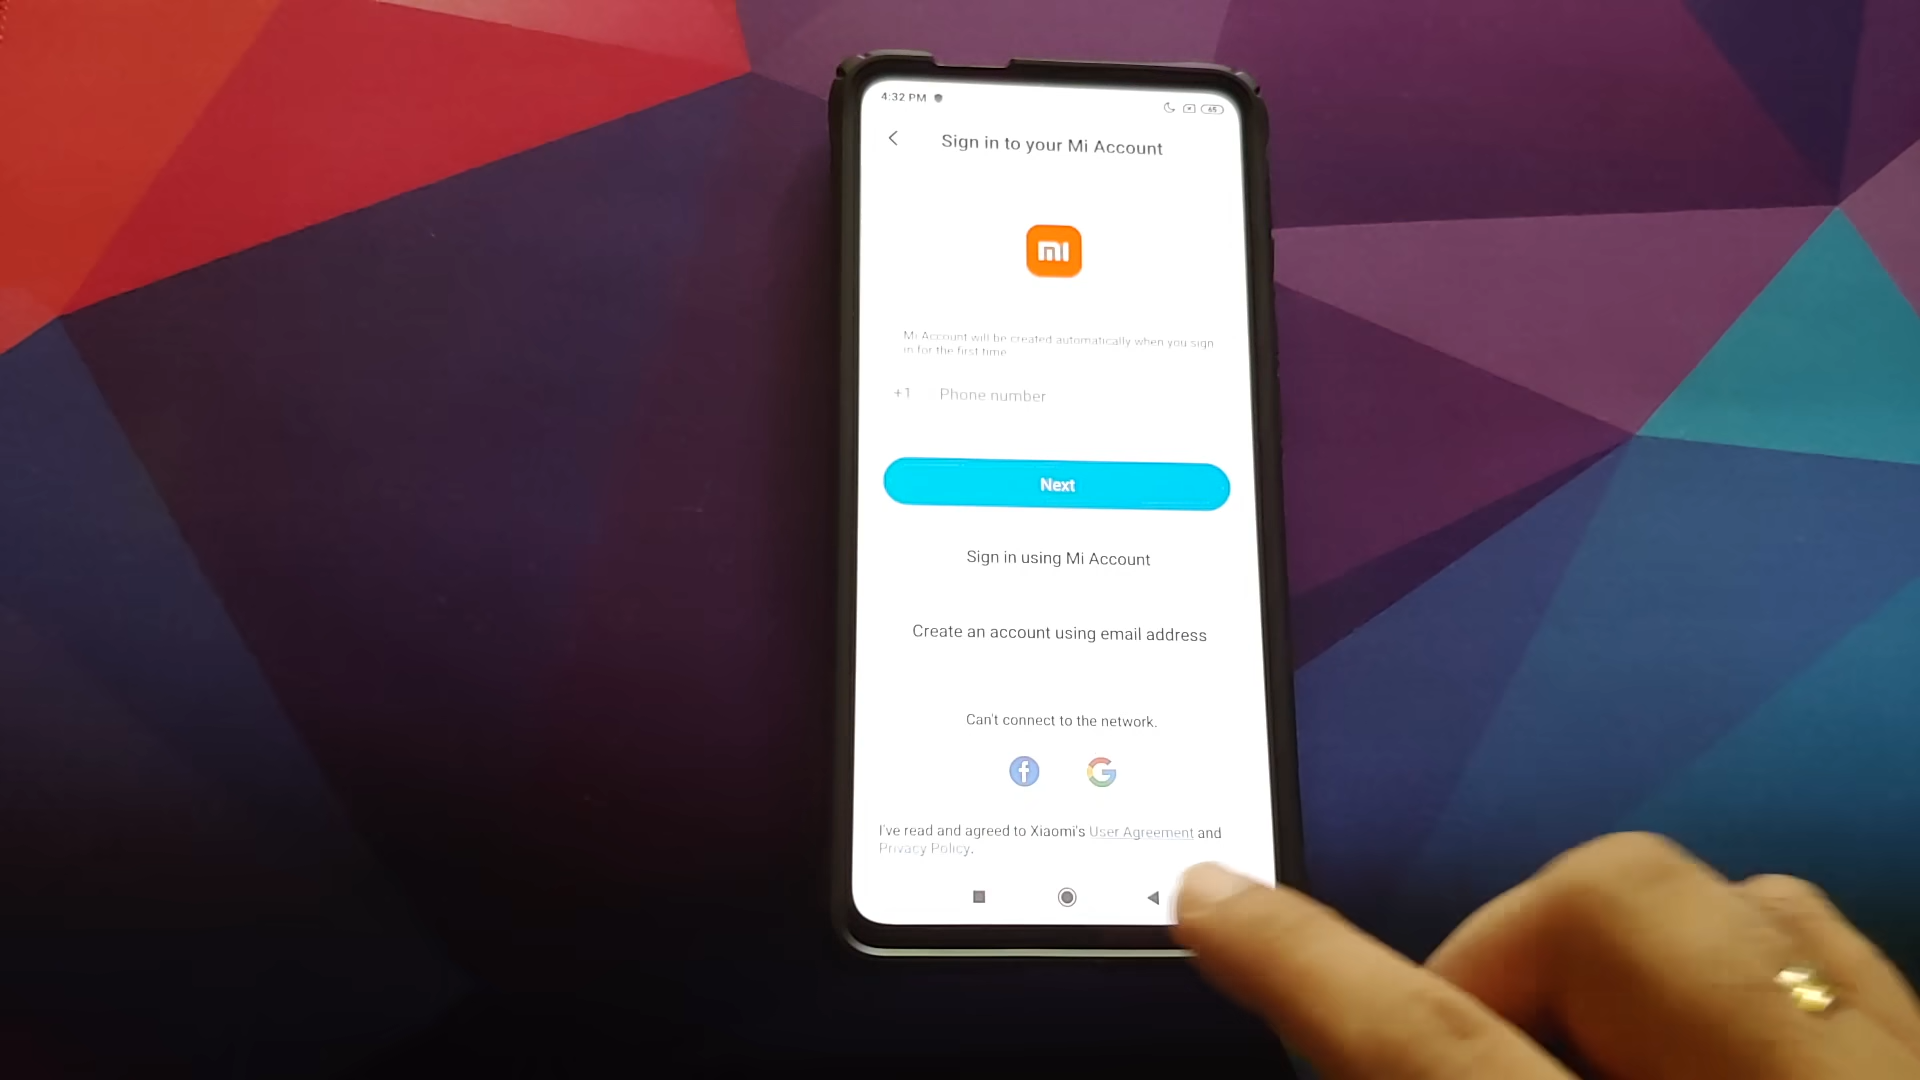 4:32 PM
65
Sign in to your Mi Account
mi
Mi Account will be created automatically when you sign
in for the first time
+1 Phone number
Next
Sign in using Mi Account
Create an account using email address
Can't connect to the network.
I've read and agreed to Xiaomi's User Agreement and
Privacy Policy.